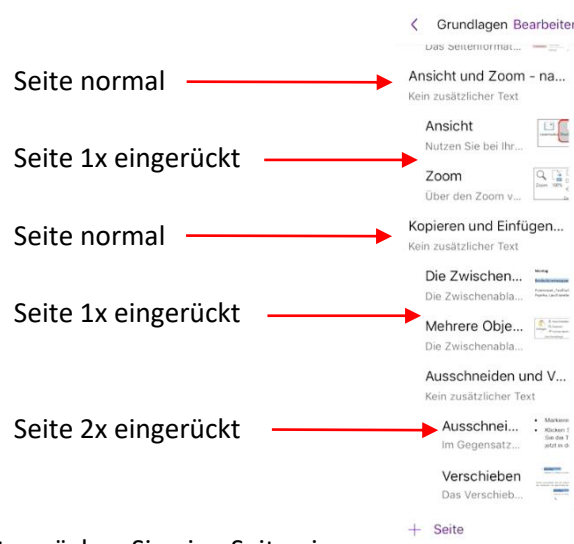 Grundlagen Bearbeiten
Das Seitenformat...
Seite normal
Ansicht und Zoom - na...
Kein zusätzlicher Text
Ansicht
Nutzen Sie bei Ihr...
Seite 1x eingerückt
Zoom
Über den Zoom v...
Seite normal
Kopieren und Einfügen...
Kein zusätzlicher Text
Die Zwischen...
Die Zwischenabla...
Seite 1x eingerückt
Mehrere Obje...
Die Zwischenabla...
Ausschneiden und V...
Kein zusätzlicher Text
Seite 2x eingerückt
Ausschnei...
Im Gegensatz...
Verschieben
Das Verschieb...
+ Seite